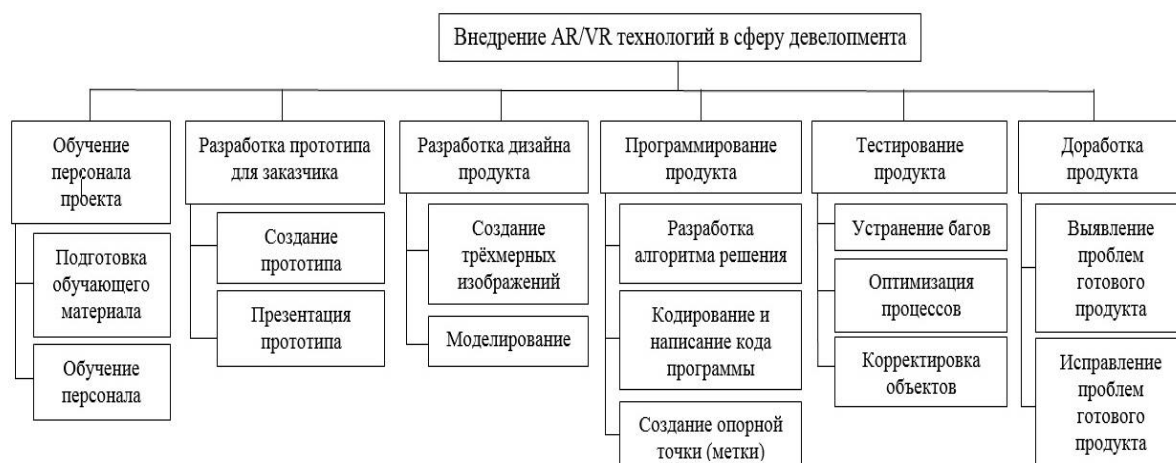 Внедрение AR/VR технологий в сферу девелопмента
Обучение
персонала
проекта
Подготовка
обучающего
материала
Обучение
персонала
Разработка прототипа
для заказчика
Создание
прототипа
Презентация
прототипа
Разработка дизайна
продукта
Создание
трёхмерных
изображений
Моделирование
Программирование
продукта
Разработка
алгоритма решения
Кодирование и
написание кода
программы
Создание опорной
точки (метки)
Тестирование
продукта
Устранение багов
Оптимизация
процессов
Корректировка
объектов
Доработка
продукта
Выявление
проблем
готового
продукта
Исправление
проблем
готового
продукта